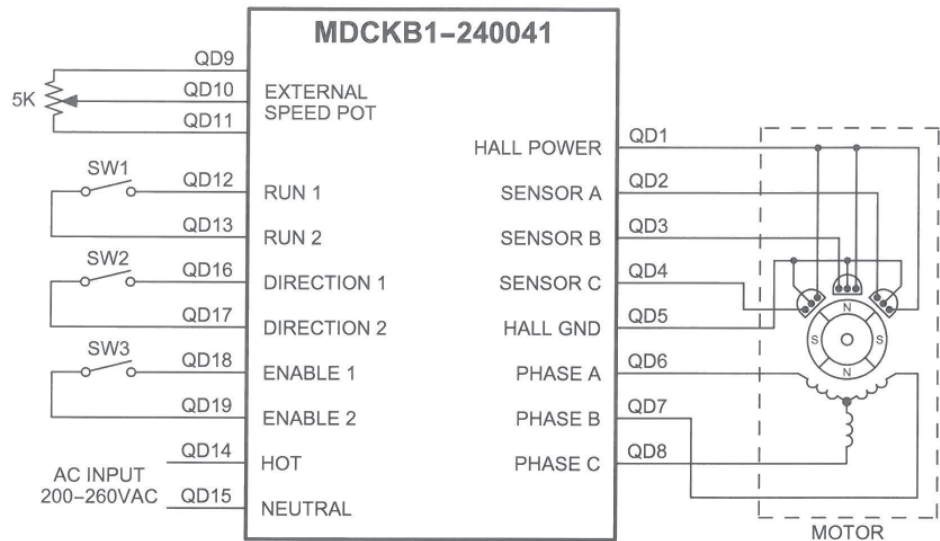 MDCKB1–240041
QD9
5K
QD10
EXTERNAL
SPEED POT
QD11
SW1
QD12
RUN 1
QD13
RUN 2
SW2
QD16
DIRECTION 1
QD17
DIRECTION 2
SW3
QD18
ENABLE 1
QD19
ENABLE 2
QD14
HOT
AC INPUT
200–260VAC
QD15
NEUTRAL
HALL POWER
QD1
SENSOR A
QD2
SENSOR B
QD3
SENSOR C
QD4
HALL GND
QD5
PHASE A
QD6
PHASE B
QD7
PHASE C
QD8
N
S
S
N
MOTOR